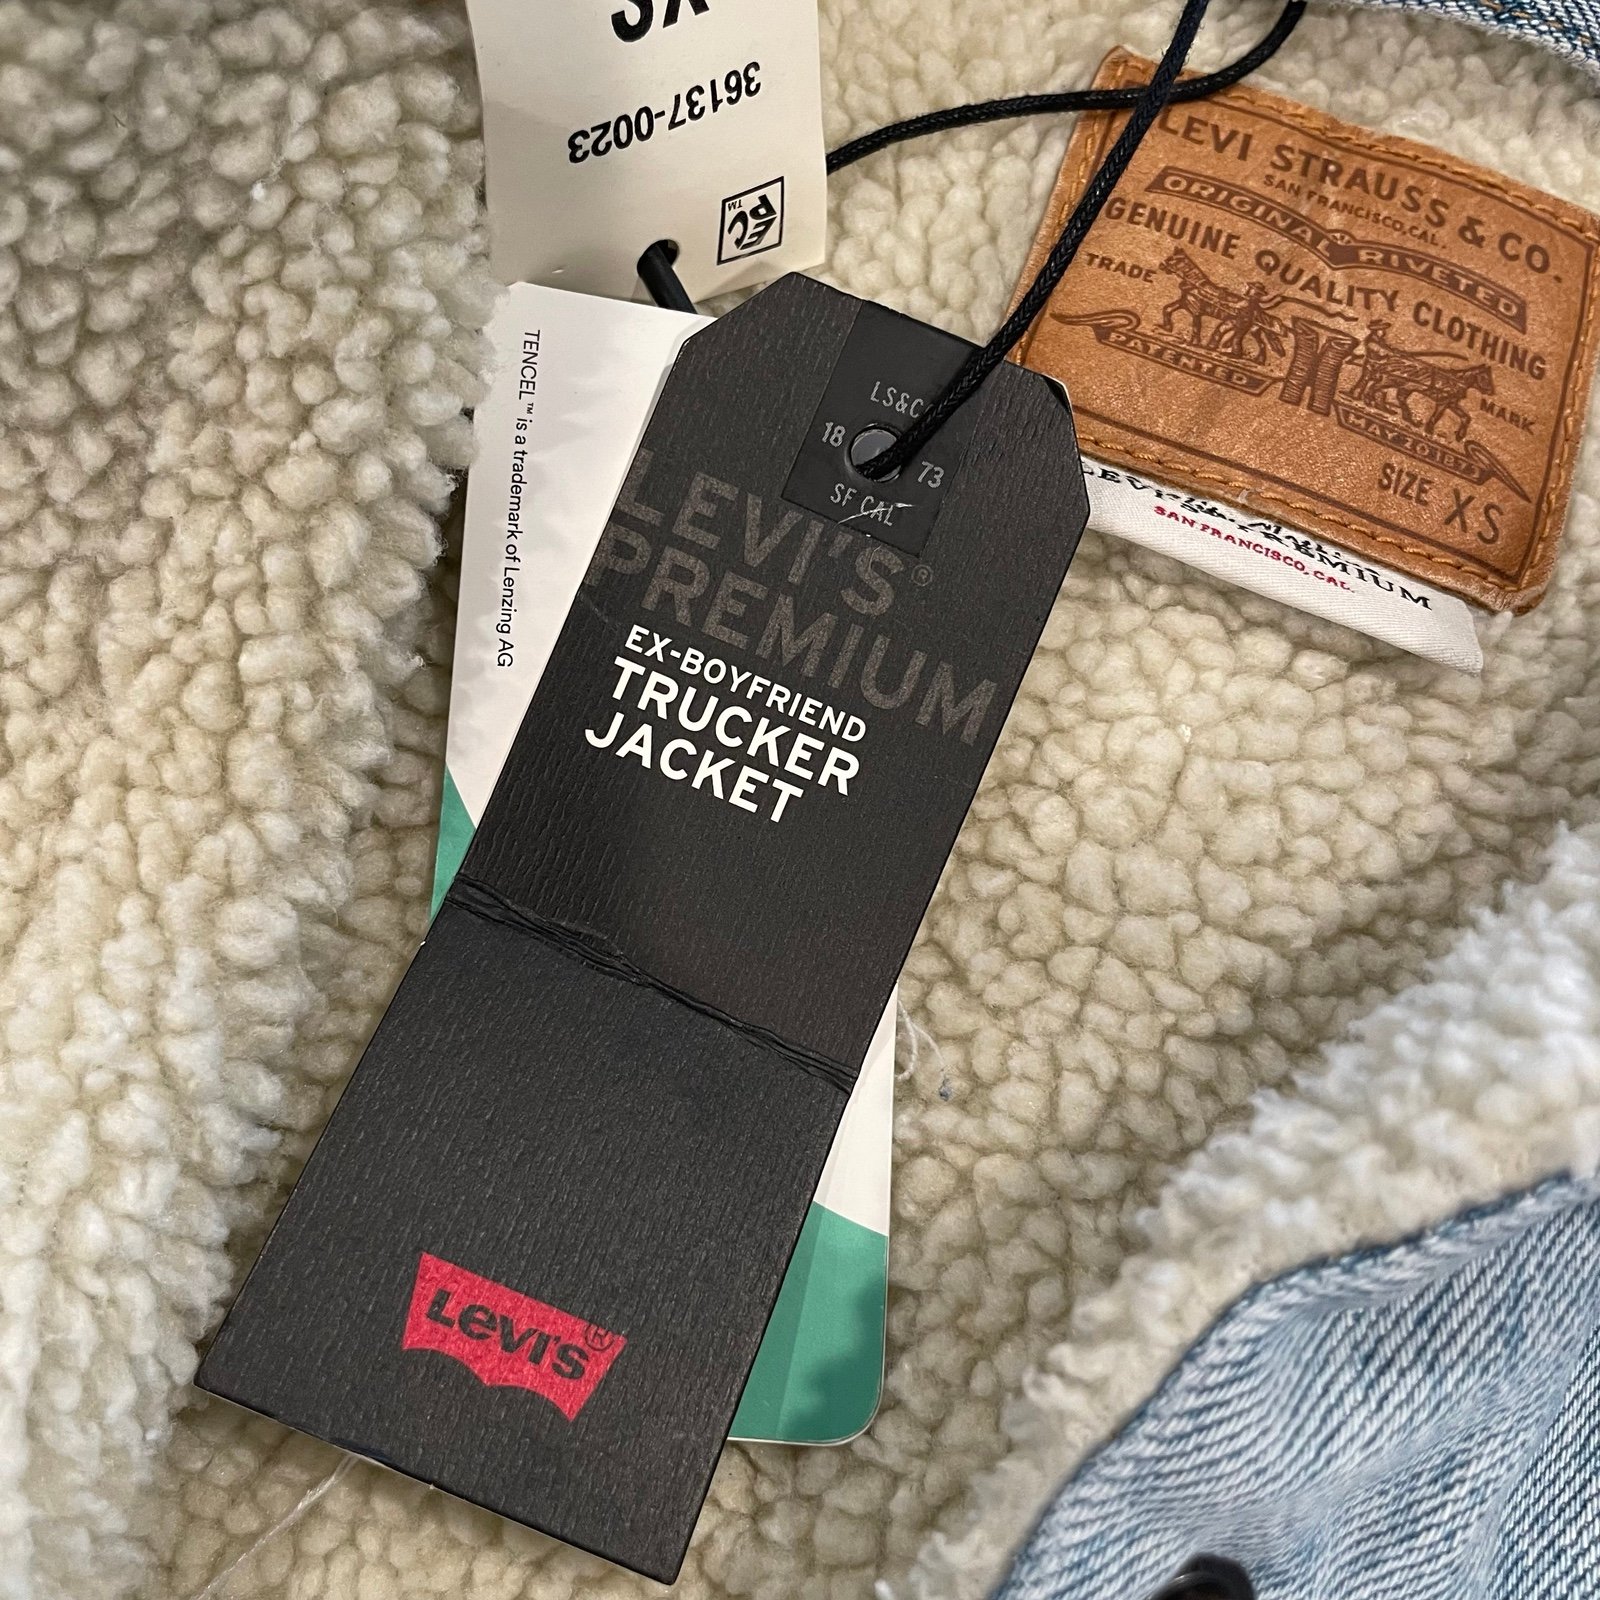 XS
36137-0023
EPC™
TENCEL™ is a trademark of Lenzing AG
LS&C
18 73
SF CAL
LEVI'S®
PREMIUM
EX-BOYFRIEND
TRUCKER
JACKET
Levi's®
LEVI STRAUSS & CO.
SAN FRANCISCO, CAL.
ORIGINAL RIVETED
GENUINE QUALITY CLOTHING
TRADE MARK
PATENTED MAY 20 1873
SIZE XS
PREMIUM
SAN FRANCISCO, CAL.